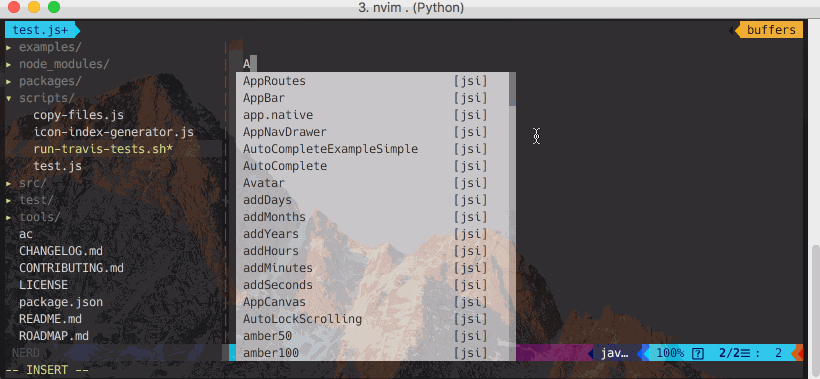 3. nvim . (Python)
test.js+
buffers
▸ examples/
▸ node_modules/
▸ packages/
▾ scripts/
copy-files.js
icon-index-generator.js
run-travis-tests.sh*
test.js
▸ src/
▸ test/
▸ tools/
ac
CHANGELOG.md
CONTRIBUTING.md
LICENSE
package.json
README.md
ROADMAP.md
A
AppRoutes [jsi]
AppBar [jsi]
app.native [jsi]
AppNavDrawer [jsi]
AutoCompleteExampleSimple [jsi]
AutoComplete [jsi]
Avatar [jsi]
addDays [jsi]
addMonths [jsi]
addYears [jsi]
addHours [jsi]
addMinutes [jsi]
addSeconds [jsi]
AppCanvas [jsi]
AutoLockScrolling [jsi]
amber50 [jsi]
amber100 [jsi]
NERD
jav… 100% 2/2☰ : 2
-- INSERT --